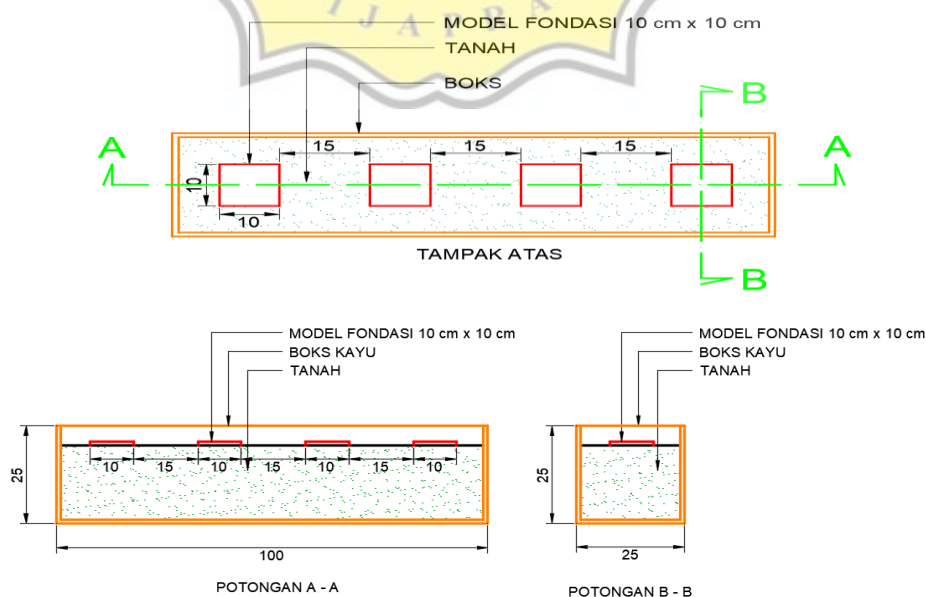 IJAPRA
MODEL FONDASI 10 cm x 10 cm
TANAH
BOKS
B
A
A
15
15
15
10
10
TAMPAK ATAS
B
MODEL FONDASI 10 cm x 10 cm
BOKS KAYU
TANAH
MODEL FONDASI 10 cm x 10 cm
BOKS KAYU
TANAH
25
10
15
10
15
10
15
10
25
100
25
POTONGAN A - A
POTONGAN B - B